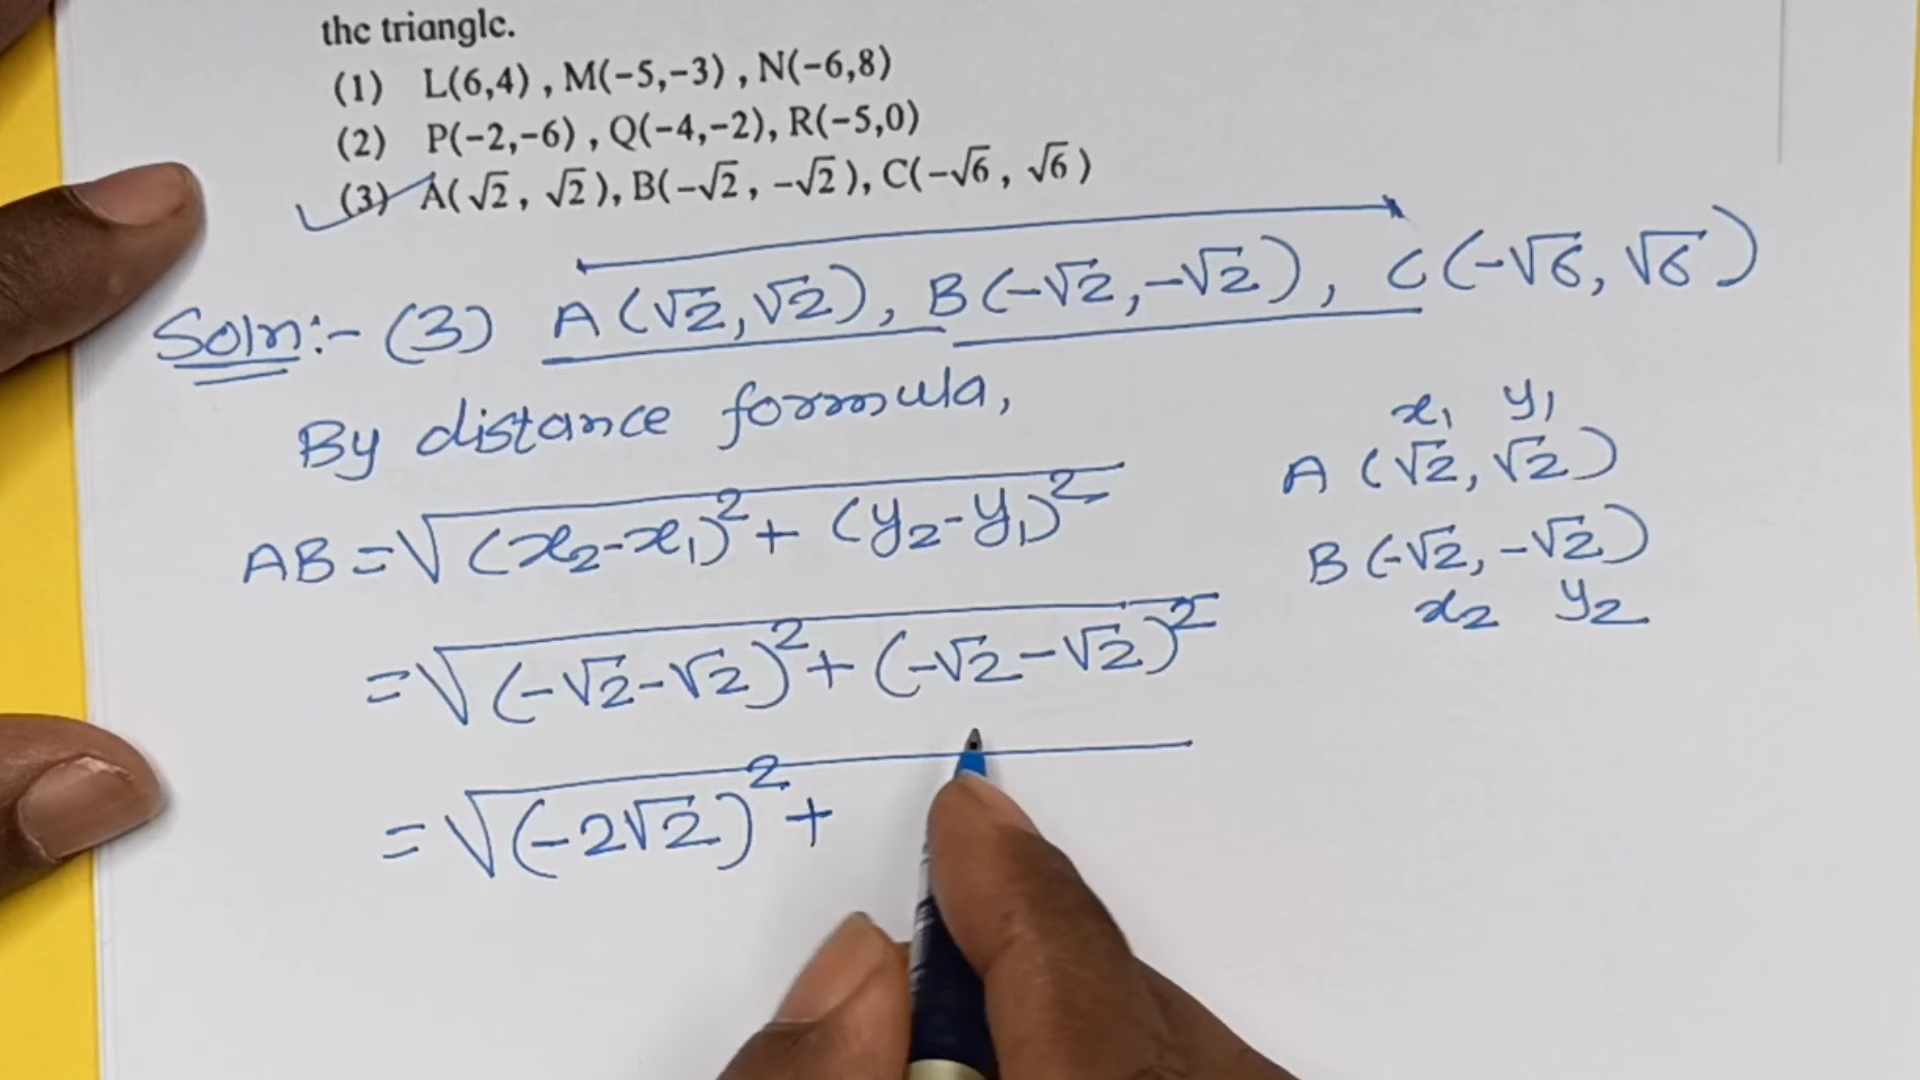 the triangle.
(1) L(6,4) , M(−5,−3) , N(−6,8)
(2) P(−2,−6) , Q(−4,−2), R(−5,0)
(3) A(√2 , √2 ), B(−√2 , −√2 ), C(−√6 , √6 )
Soln:- (3) A(√2,√2), B(-√2,-√2), C(-√6, √6)
By distance formula,
AB = √(x₂-x₁)² + (y₂-y₁)²
= √(-√2-√2)² + (-√2-√2)²
= √(-2√2)² +
x₁ y₁
A (√2, √2)
B (-√2, -√2)
x₂ y₂